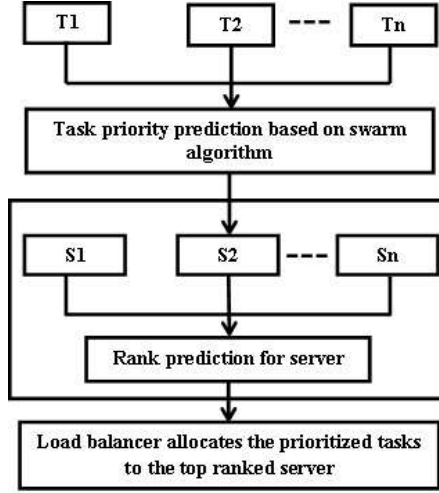 T1 T2 Tn
Task priority prediction based on swarm
algorithm
S1 S2 Sn
Rank prediction for server
Load balancer allocates the prioritized tasks
to the top ranked server